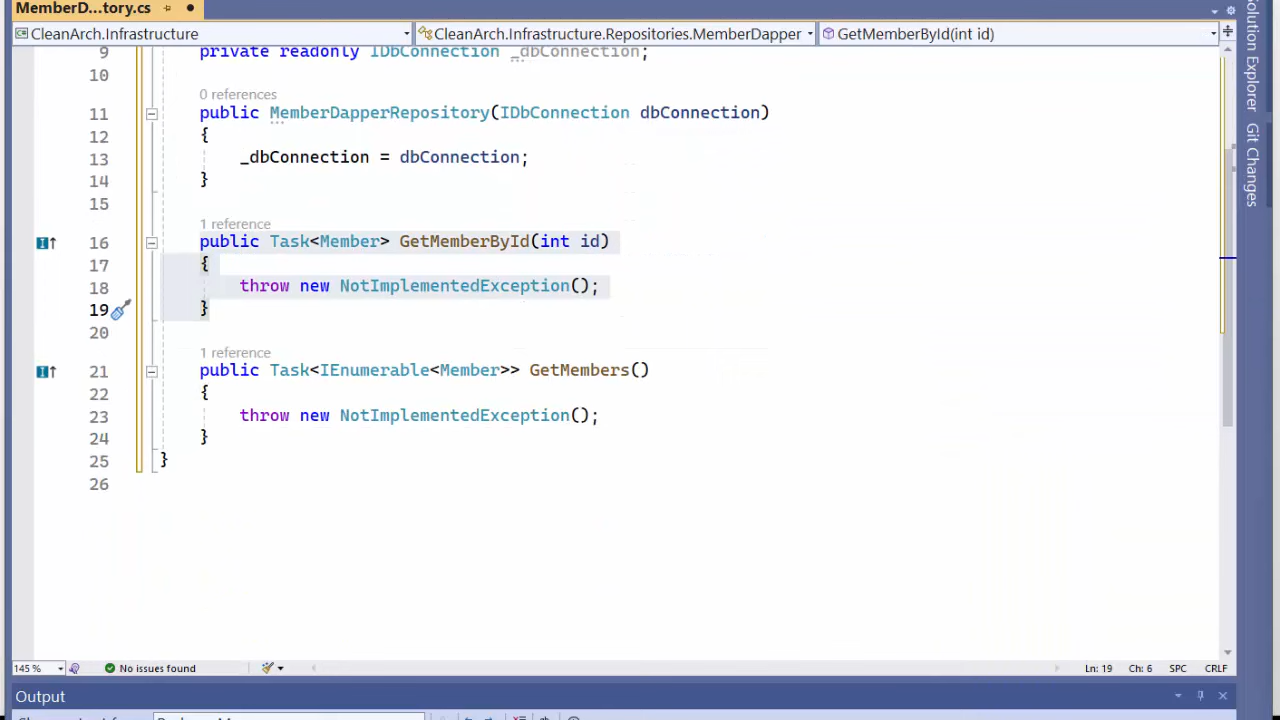 MemberD...tory.cs
CleanArch.Infrastructure
CleanArch.Infrastructure.Repositories.MemberDapper
GetMemberById(int id)
9 private readonly IDbConnection _dbConnection;
10
0 references
11 public MemberDapperRepository(IDbConnection dbConnection)
12 {
13 _dbConnection = dbConnection;
14 }
15
1 reference
16 public Task<Member> GetMemberById(int id)
17 {
18 throw new NotImplementedException();
19 }
20
1 reference
21 public Task<IEnumerable<Member>> GetMembers()
22 {
23 throw new NotImplementedException();
24 }
25 }
26
145 %
No issues found
Ln: 19
Ch: 6
SPC
CRLF
Output
Solution Explorer
Git Changes